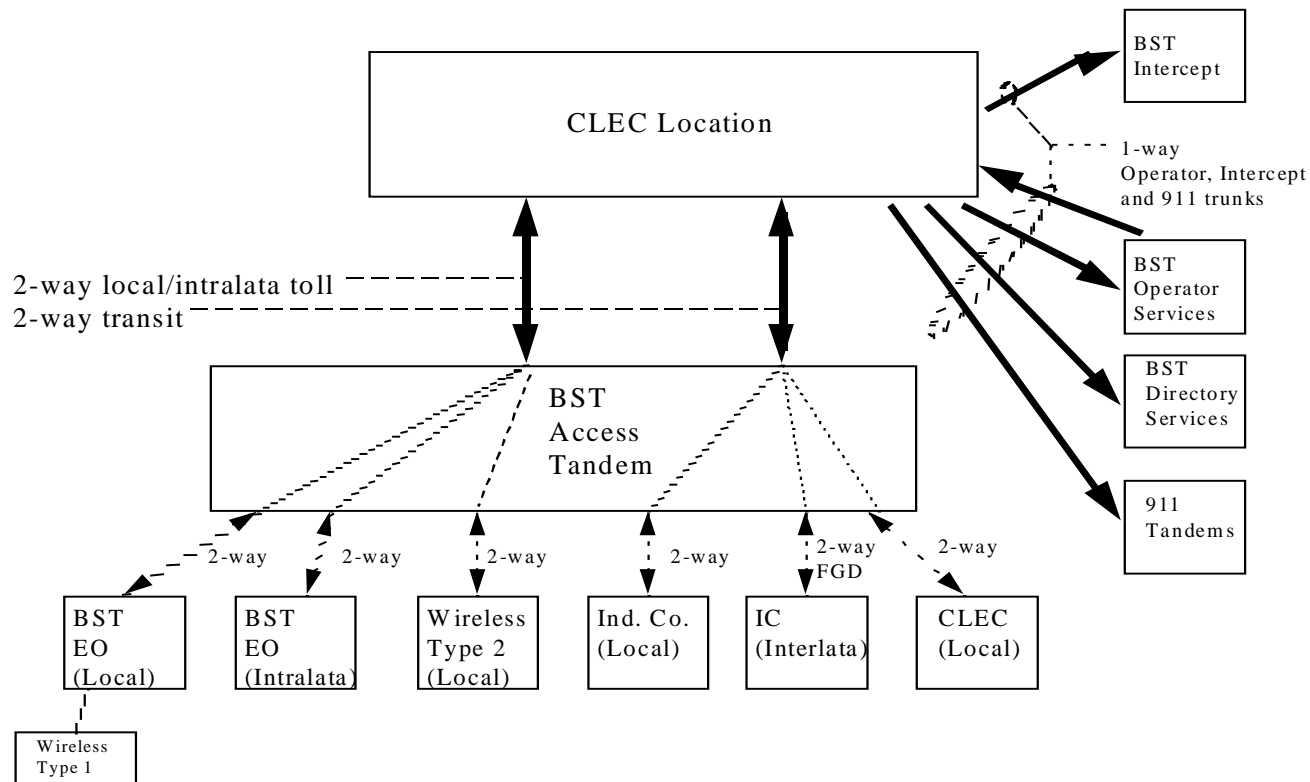 BST
Intercept
CLEC Location
1-way
Operator, Intercept
and 911 trunks
2-way local/intralata toll
2-way transit
BST
Operator
Services
BST
Access
Tandem
BST
Directory
Services
911
Tandems
2-way
2-way
2-way
2-way
2-way
FGD
2-way
BST
EO
(Local)
BST
EO
(Intralata)
Wireless
Type 2
(Local)
Ind. Co.
(Local)
IC
(Interlata)
CLEC
(Local)
Wireless
Type 1